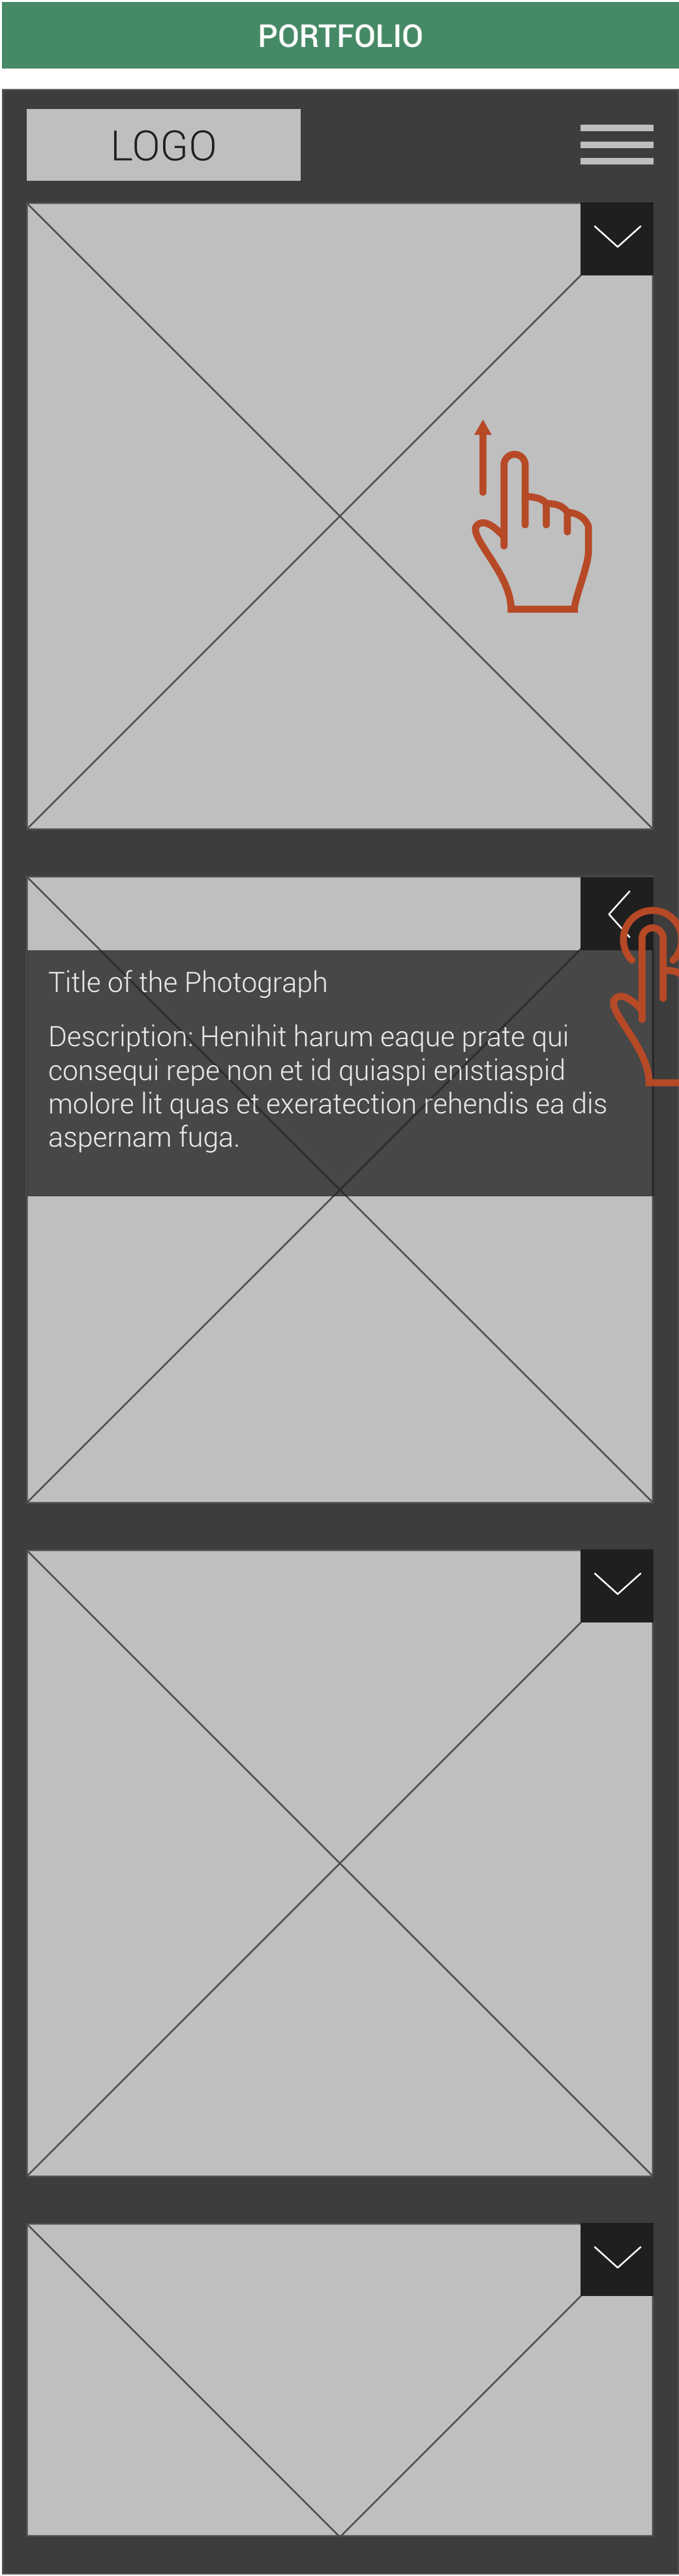 PORTFOLIO
LOGO
Title of the Photograph
Description: Henihit harum eaque prate qui
consequi repe non et id quiaspi enistiaspid
molore lit quas et exeratection rehendis ea dis
aspernam fuga.